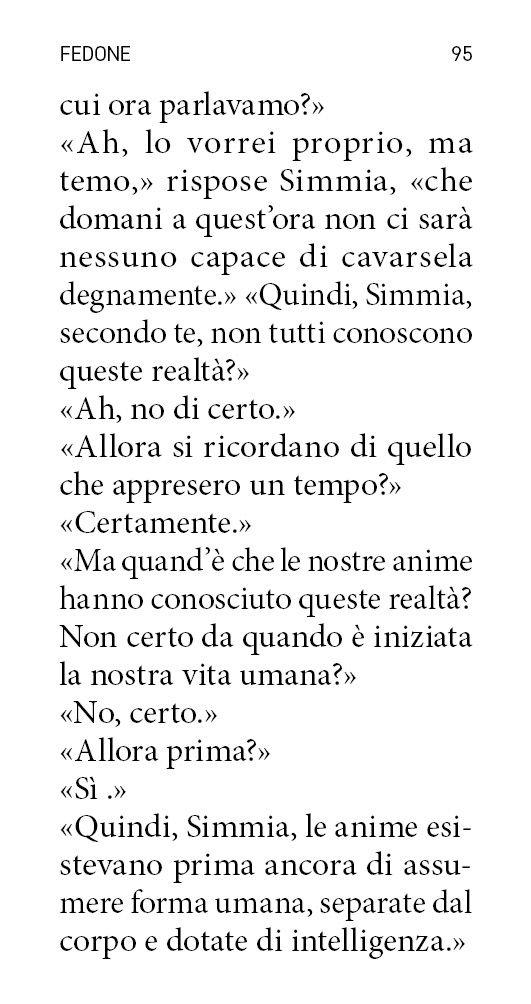 FEDONE 95
cui ora parlavamo?»
«Ah, lo vorrei proprio, ma
temo,» rispose Simmia, «che
domani a quest’ora non ci sarà
nessuno capace di cavarsela
degnamente.» «Quindi, Simmia,
secondo te, non tutti conoscono
queste realtà?»
«Ah, no di certo.»
«Allora si ricordano di quello
che appresero un tempo?»
«Certamente.»
«Ma quand’è che le nostre anime
hanno conosciuto queste realtà?
Non certo da quando è iniziata
la nostra vita umana?»
«No, certo.»
«Allora prima?»
«Sì .»
«Quindi, Simmia, le anime esi-
stevano prima ancora di assu-
mere forma umana, separate dal
corpo e dotate di intelligenza.»